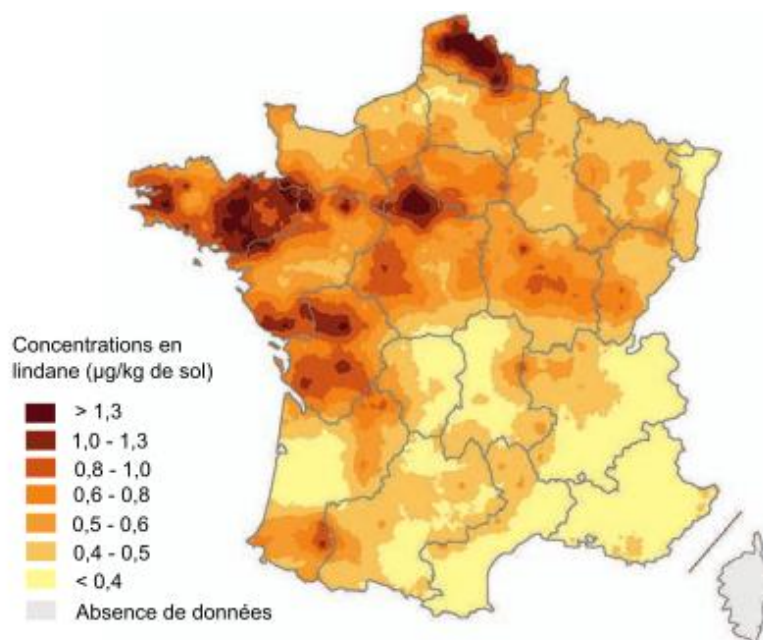 Concentrations en
lindane (µg/kg de sol)
> 1,3
1,0 - 1,3
0,8 - 1,0
0,6 - 0,8
0,5 - 0,6
0,4 - 0,5
< 0,4
Absence de données